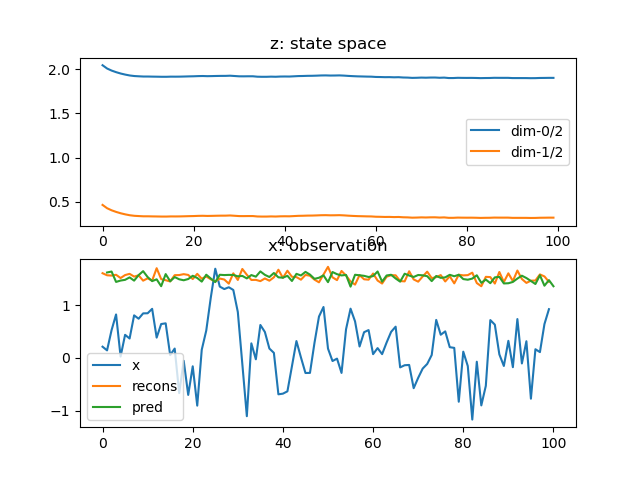 z: state space
2.0
1.5
1.0
0.5
dim-0/2
dim-1/2
0 20 40 60 80 100
x: observation
1
0
−1
x
recons
pred
0 20 40 60 80 100